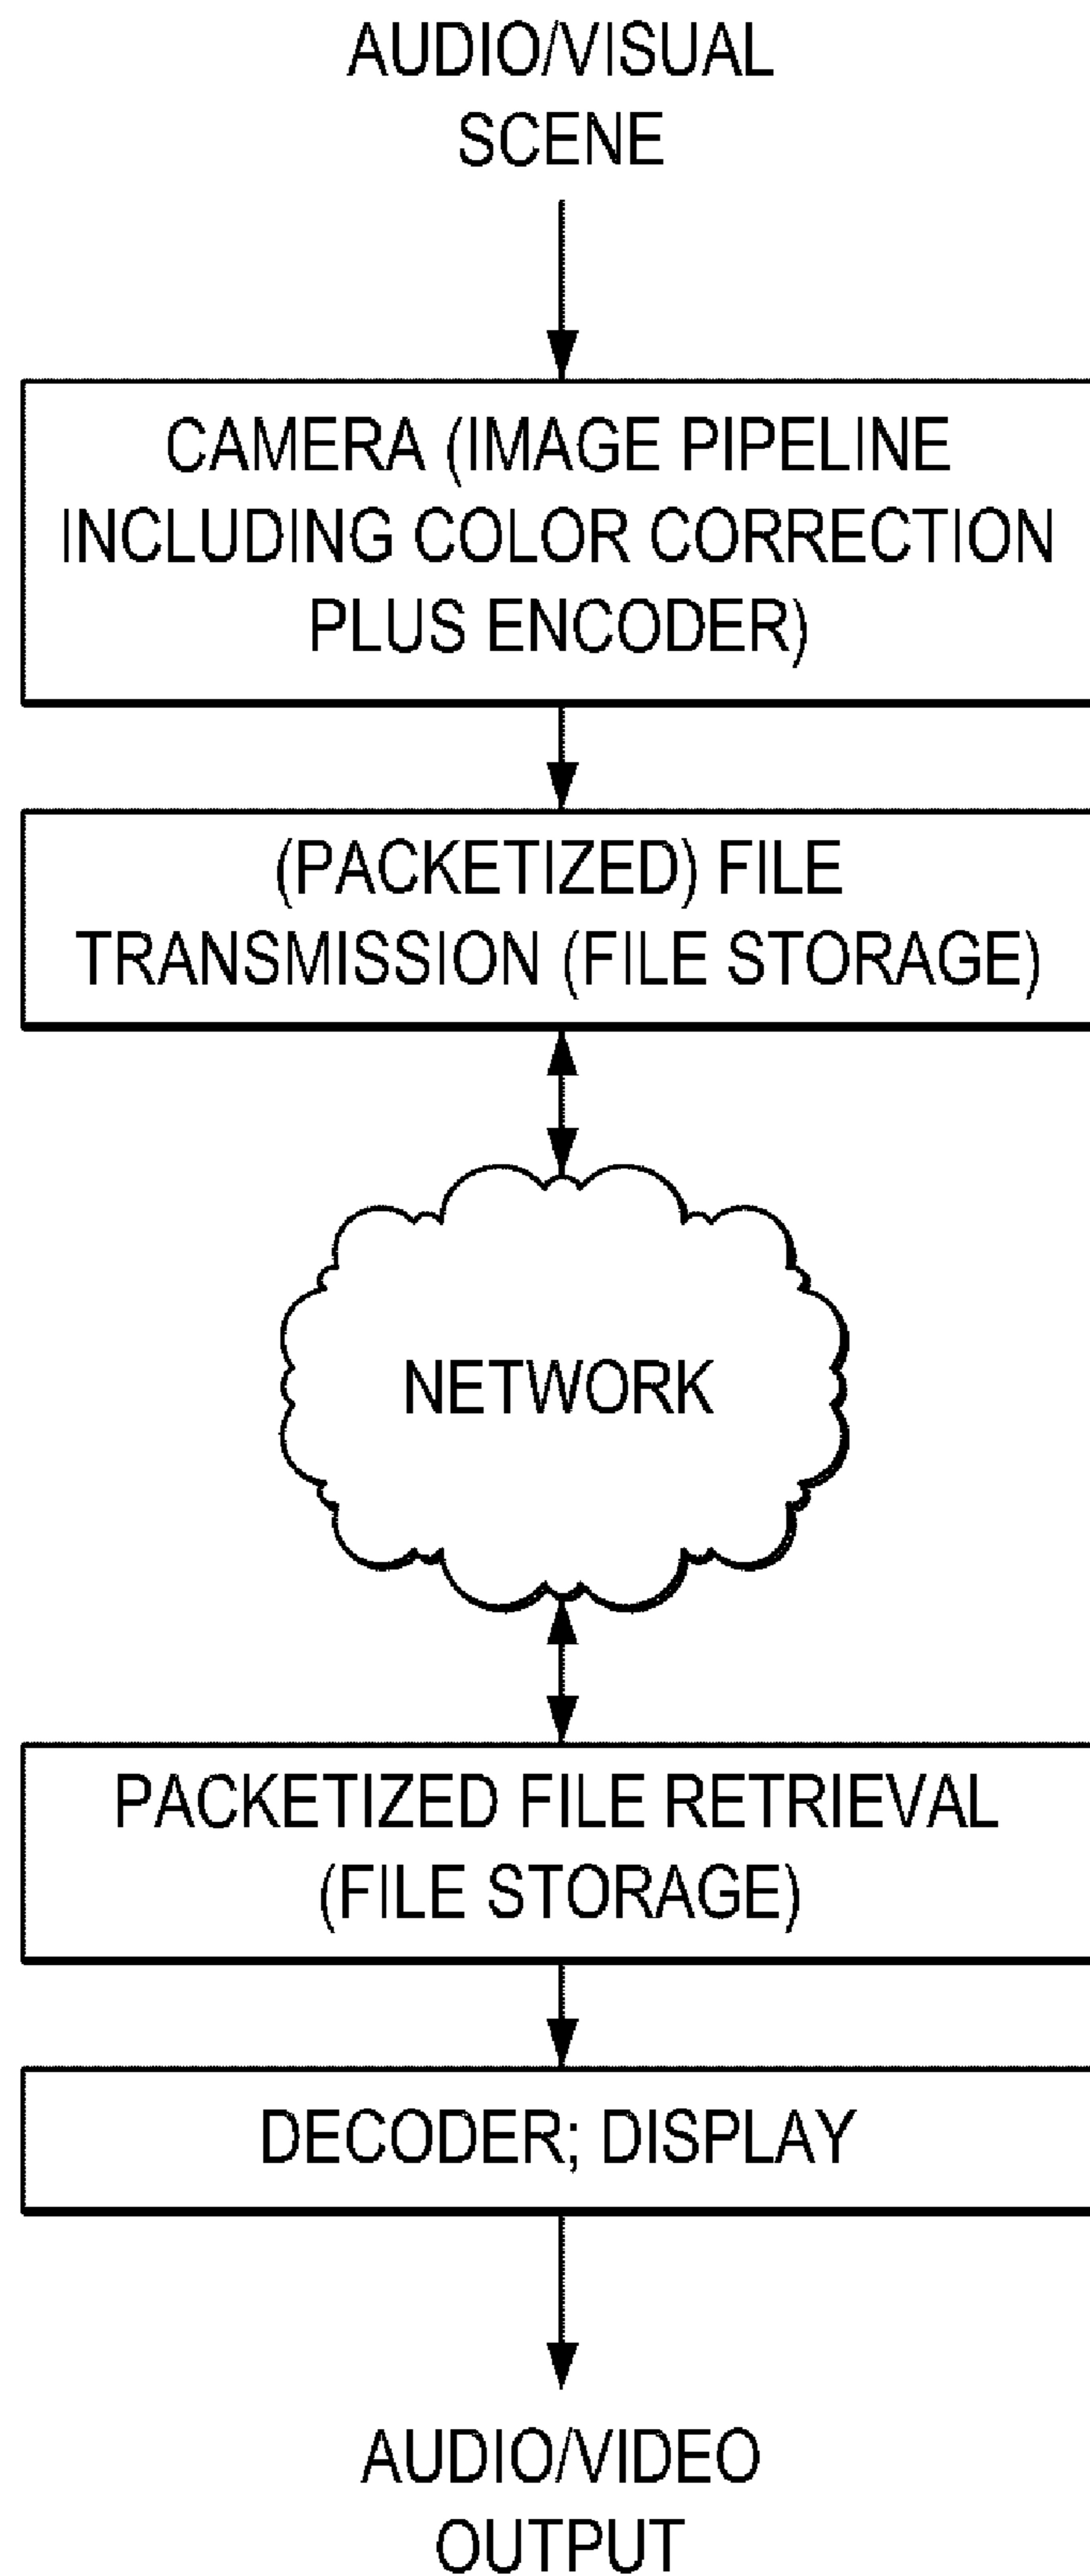 AUDIO/VISUAL
SCENE
CAMERA (IMAGE PIPELINE
INCLUDING COLOR CORRECTION
PLUS ENCODER)
(PACKETIZED) FILE
TRANSMISSION (FILE STORAGE)
NETWORK
PACKETIZED FILE RETRIEVAL
(FILE STORAGE)
DECODER; DISPLAY
AUDIO/VIDEO
OUTPUT